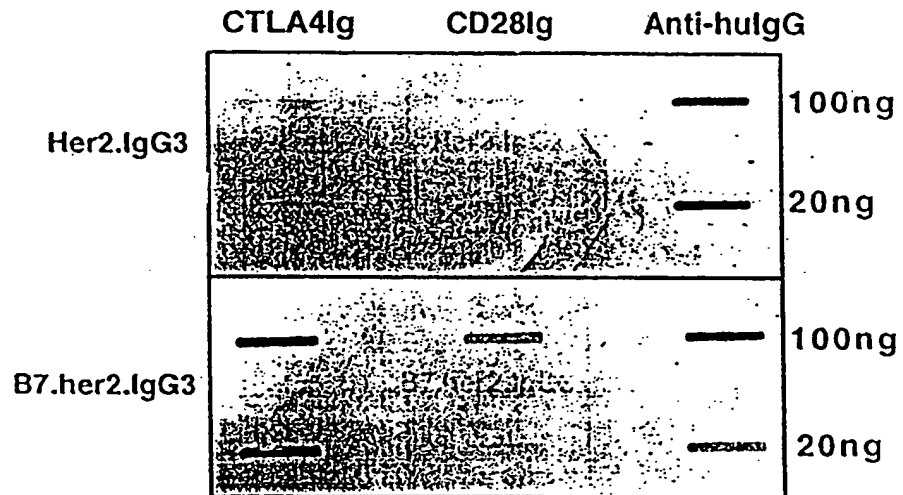 CTLA4Ig CD28Ig Anti-huIgG
100ng
Her2.IgG3
20ng
100ng
B7.her2.IgG3
20ng